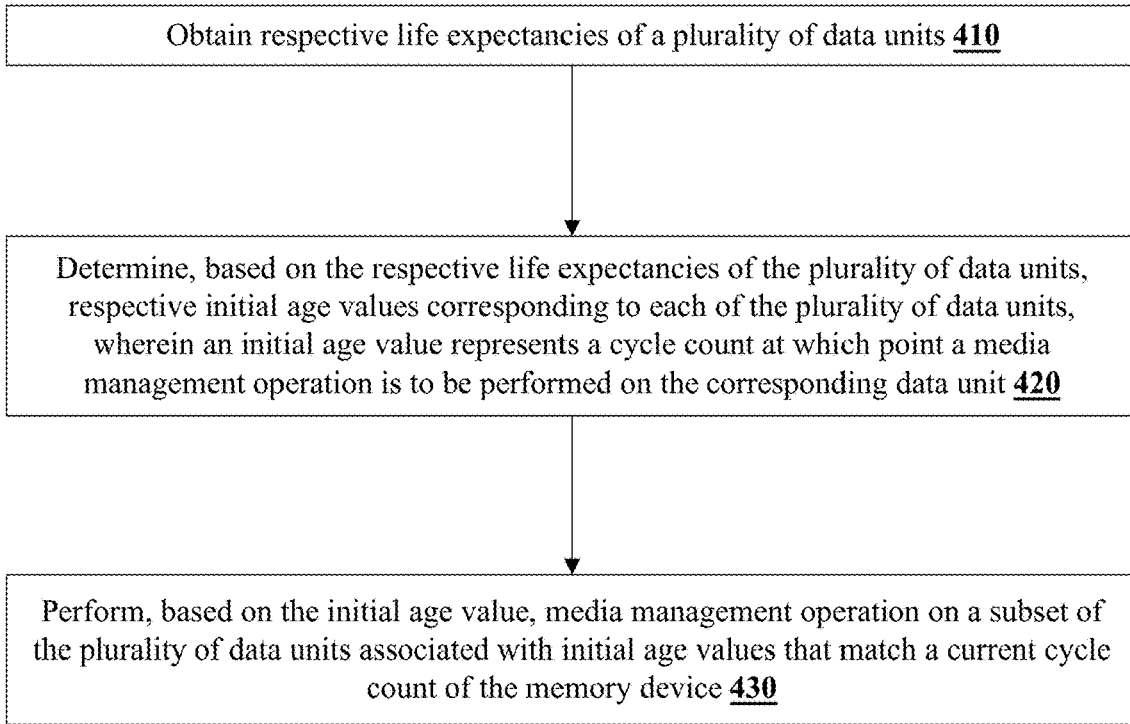 Obtain respective life expectancies of a plurality of data units 410
Determine, based on the respective life expectancies of the plurality of data units,
respective initial age values corresponding to each of the plurality of data units,
wherein an initial age value represents a cycle count at which point a media
management operation is to be performed on the corresponding data unit 420
Perform, based on the initial age value, media management operation on a subset of
the plurality of data units associated with initial age values that match a current cycle
count of the memory device 430